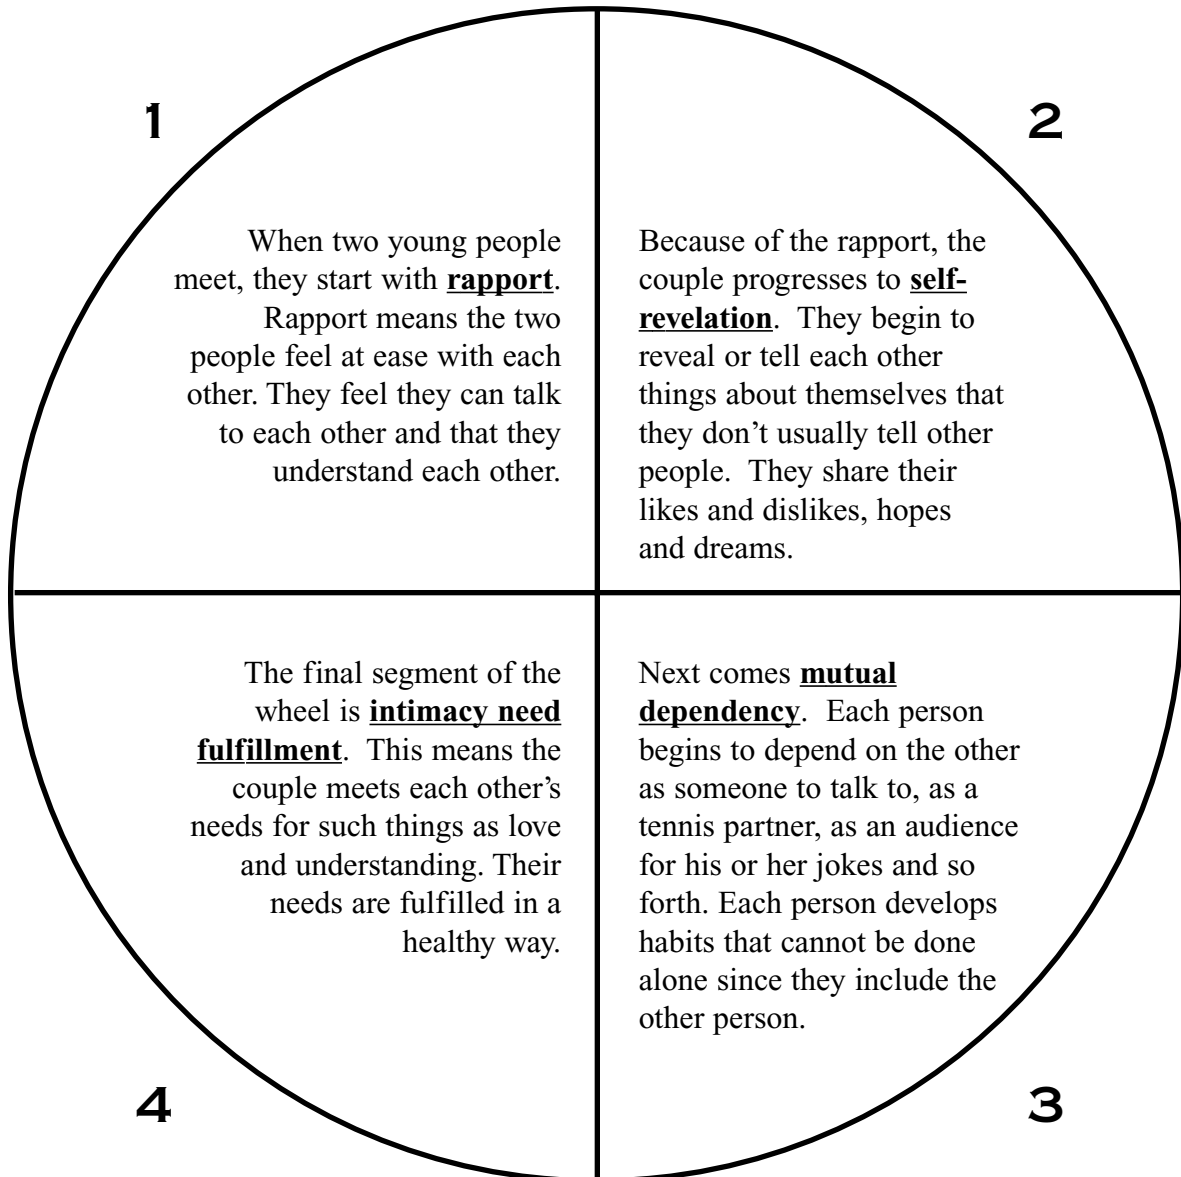 1
When two young people
meet, they start with rapport.
Rapport means the two
people feel at ease with each
other. They feel they can talk
to each other and that they
understand each other.
2
Because of the rapport, the
couple progresses to self-
revelation.  They begin to
reveal or tell each other
things about themselves that
they don’t usually tell other
people.  They share their
likes and dislikes, hopes
and dreams.
Next comes mutual
dependency.  Each person
begins to depend on the other
as someone to talk to, as a
tennis partner, as an audience
for his or her jokes and so
forth. Each person develops
habits that cannot be done
alone since they include the
other person.
3
The final segment of the
wheel is intimacy need
fulfillment.  This means the
couple meets each other’s
needs for such things as love
and understanding. Their
needs are fulfilled in a
healthy way.
4